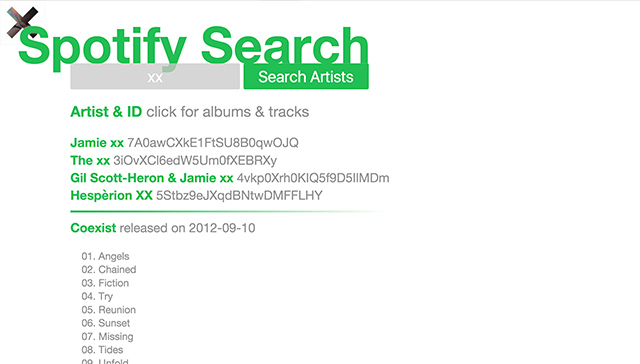 Spotify Search
xx Search Artists
Artist & ID click for albums & tracks
Jamie xx 7A0awCXkE1FtSU8B0qwOJQ
The xx 3iOvXCl6edW5Um0fXEBRXy
Gil Scott-Heron & Jamie xx 4vkp0Xrh0KIQ5f9D5lIMDm
Hespèrion XX 5Stbz9eJXqdBNtwDMFFLHY
Coexist released on 2012-09-10
01. Angels
02. Chained
03. Fiction
04. Try
05. Reunion
06. Sunset
07. Missing
08. Tides
09. Unfold